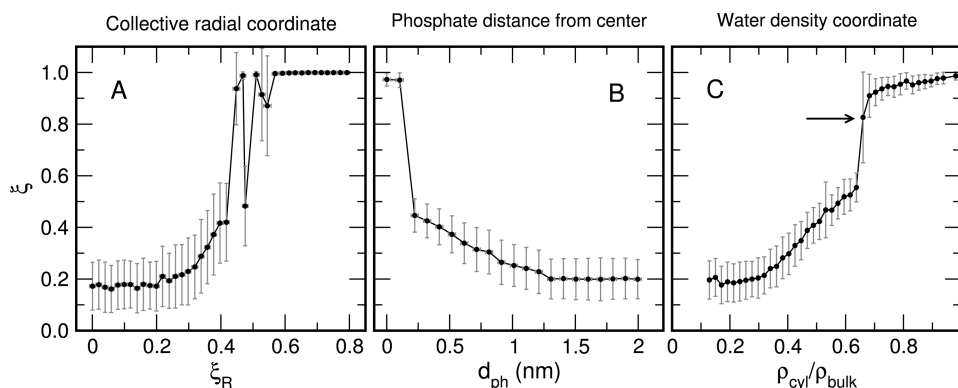 Collective radial coordinate
Phosphate distance from center
Water density coordinate
A
B
C
ξ
1.0
0.8
0.6
0.4
0.2
0.0
0 0.2 0.4 0.6 0.8
0 0.5 1 1.5 2
0 0.2 0.4 0.6 0.8
ξR
dph (nm)
ρcyl/ρbulk